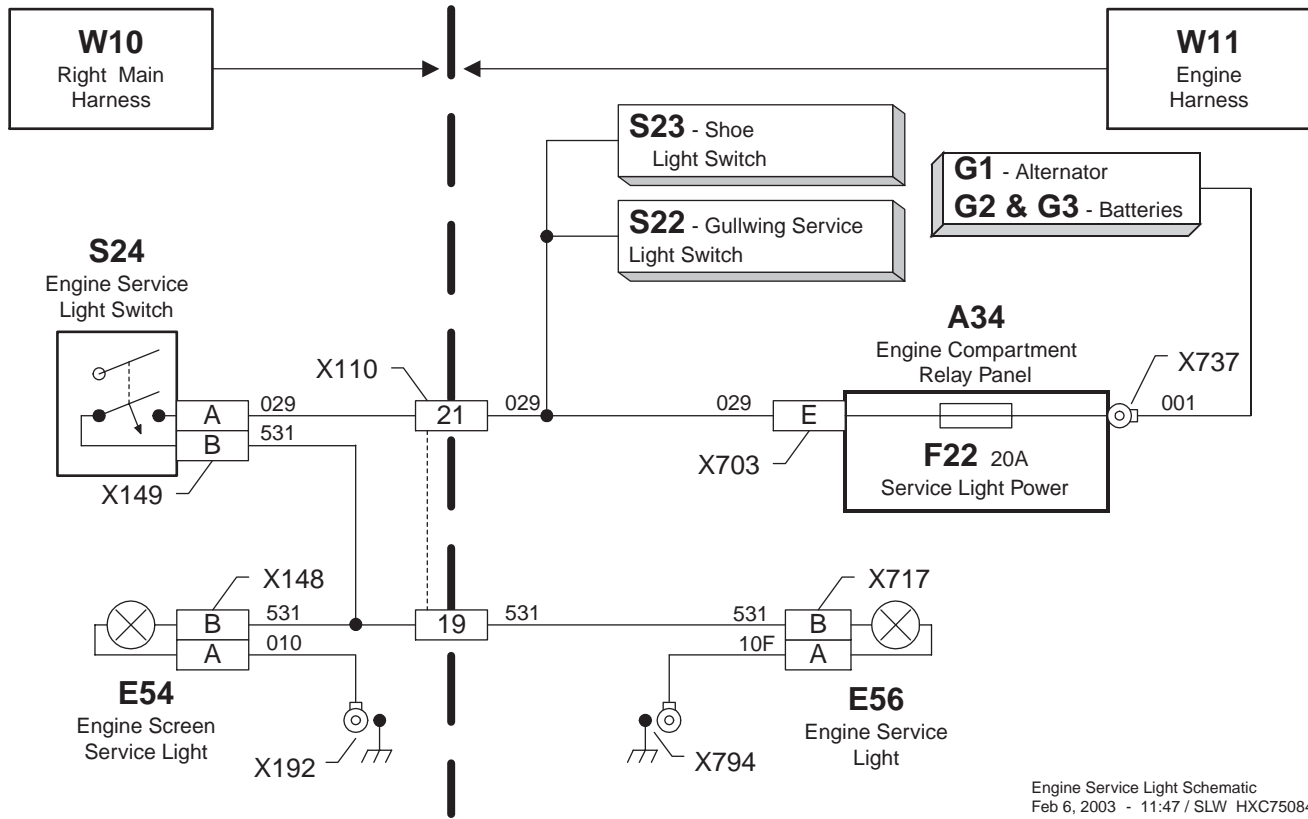 W10
Right Main
Harness
W11
Engine
Harness
S23 - Shoe
Light Switch
G1 - Alternator
G2 & G3 - Batteries
S22 - Gullwing Service
Light Switch
S24
Engine Service
Light Switch
A34
Engine Compartment
Relay Panel
X110
X737
A
029
21
029
029
E
001
B
531
X149
X703
F22 20A
Service Light Power
X148
X717
B
531
19
531
531
B
A
010
10F
A
E54
Engine Screen
Service Light
E56
Engine Service
Light
X192
X794
Engine Service Light Schematic
Feb 6, 2003 - 11:47 / SLW HXC75084